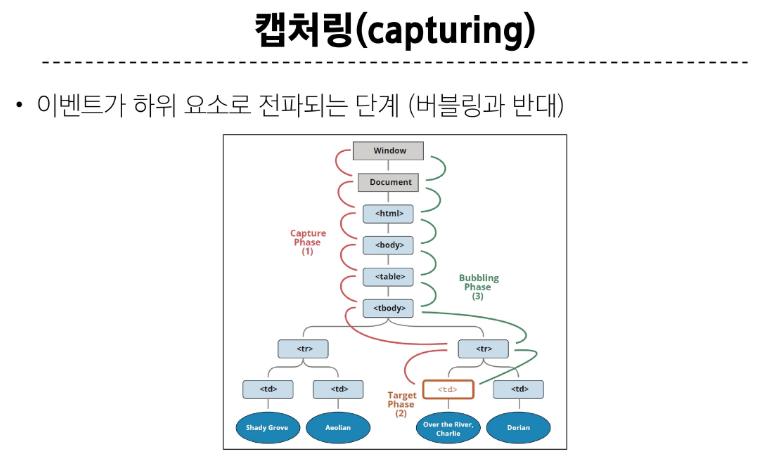 캡처링(capturing)
• 이벤트가 하위 요소로 전파되는 단계 (버블링과 반대)
Window
Document
<html>
<body>
<table>
<tbody>
Capture
Phase
(1)
Bubbling
Phase
(3)
<tr>
<tr>
<td>
<td>
<td>
<td>
Target
Phase
(2)
Shady Grove
Aeolian
Over the River,
Charlie
Dorian